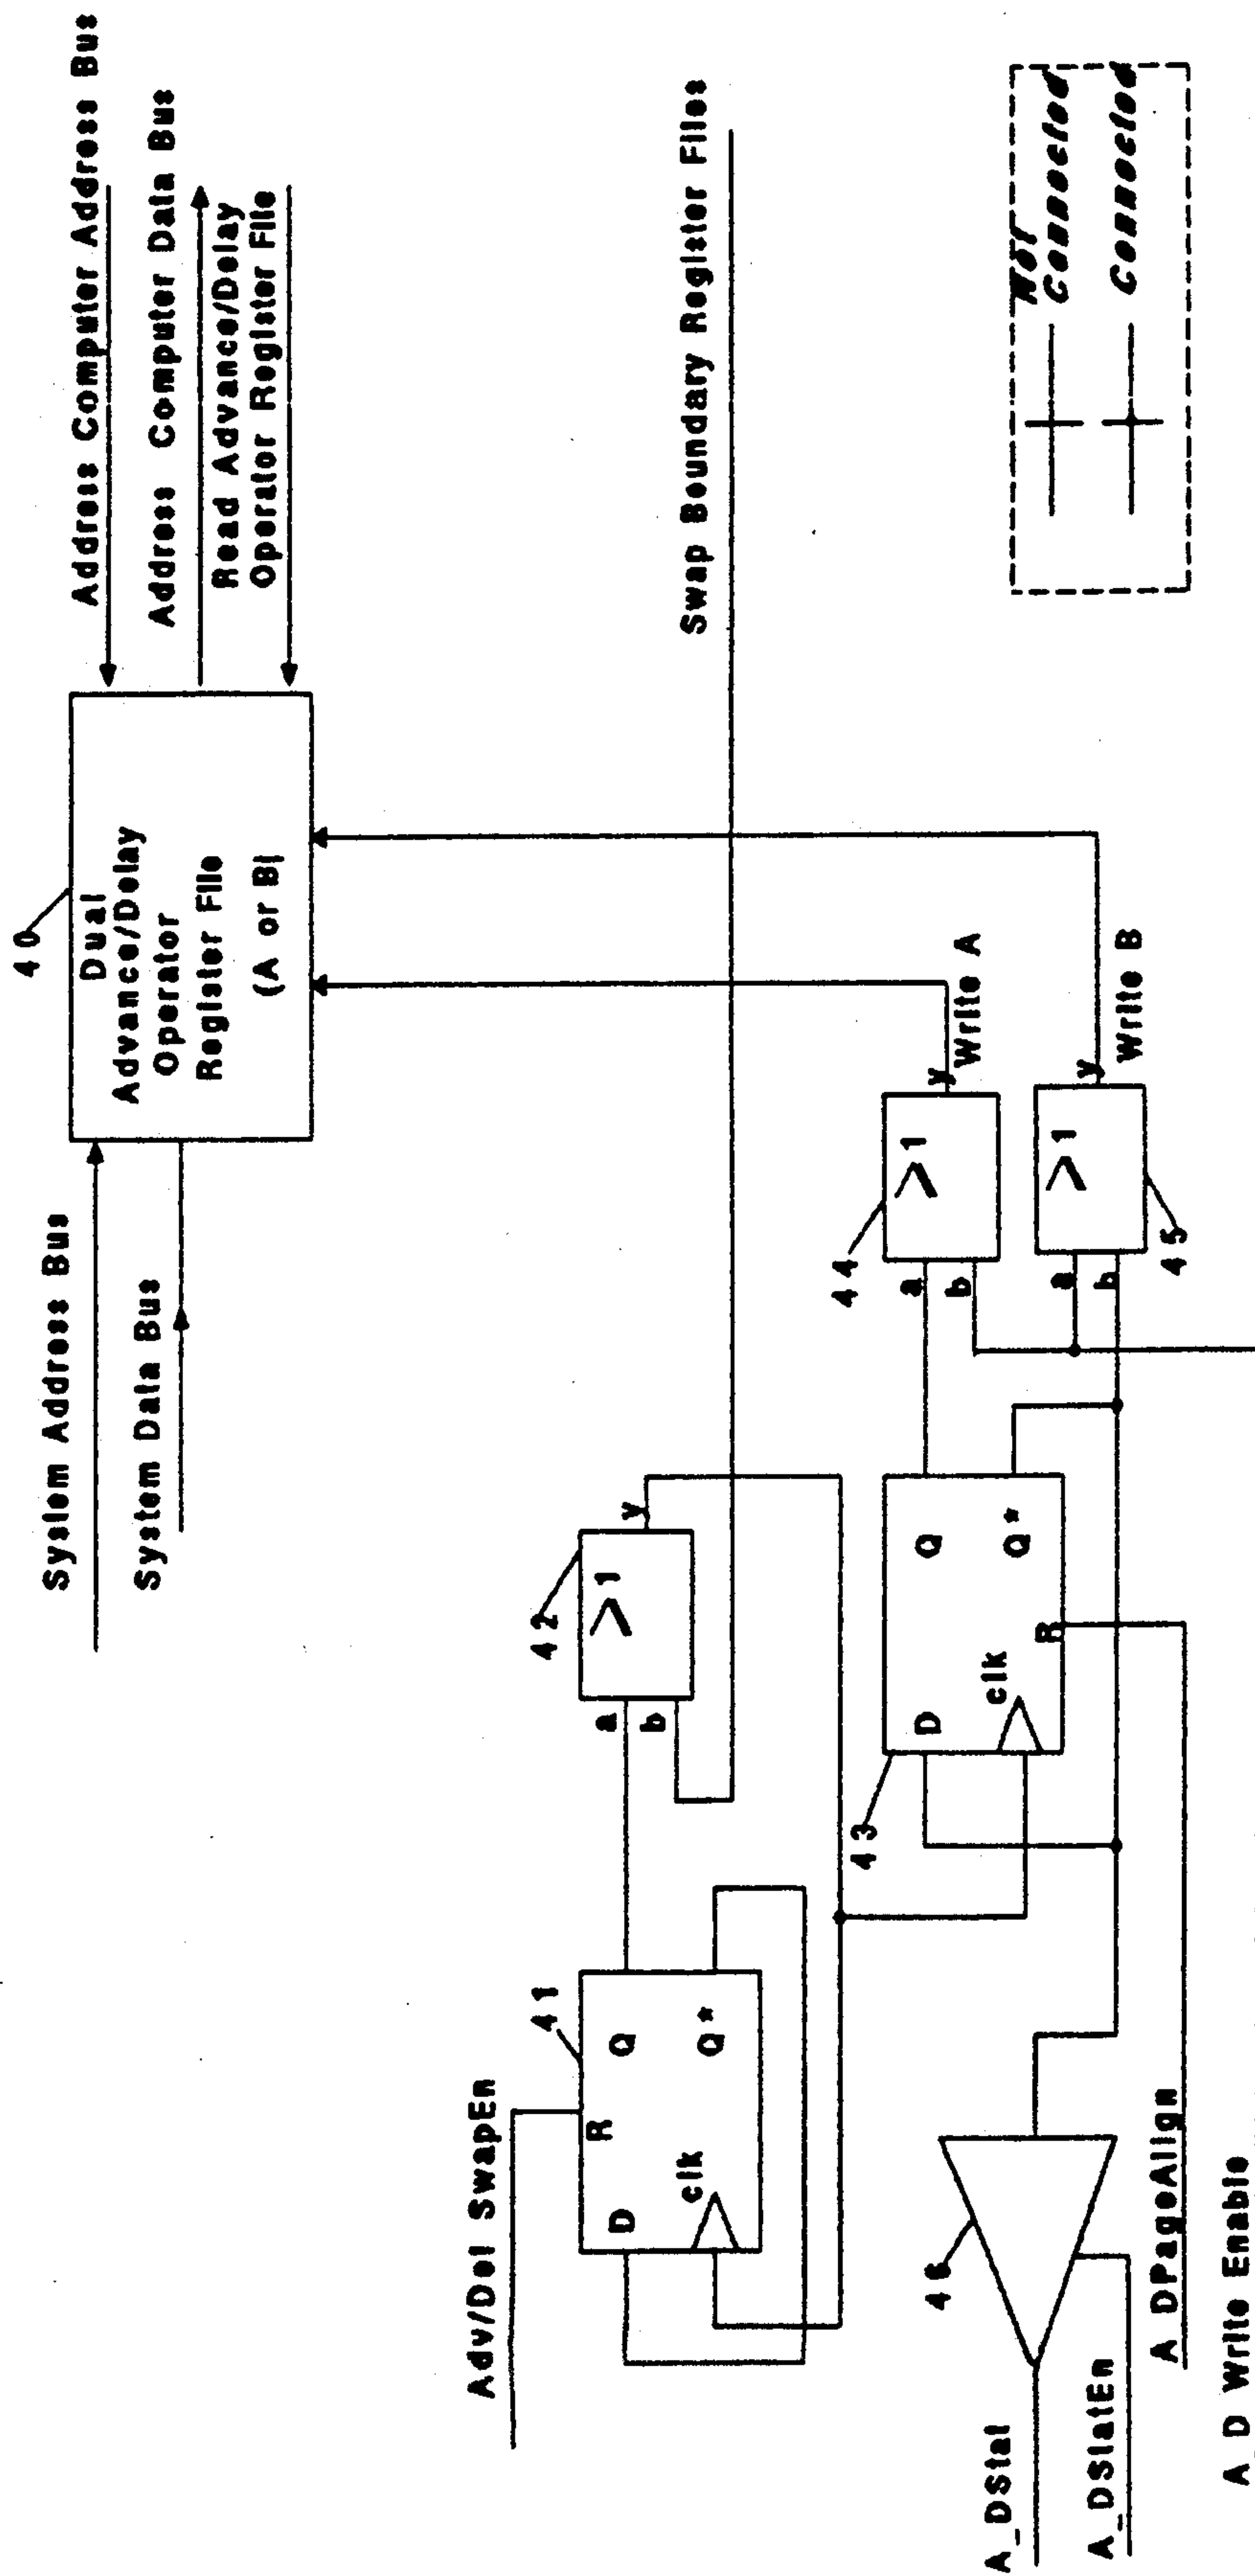 System Address Bus
System Data Bus
40
Dual
Advance/Delay
Operator
Register File
(A or B)
Address Computer Address Bus
Address Computer Data Bus
Read Advance/Delay
Operator Register File
Swap Boundary Register Files
Adv/Del SwapEn
41
R
D
Q
clk
Q*
42
a
b
>1
y
43
D
Q
clk
Q*
R
44
a
b
>1
y
Write A
45
a
b
>1
y
Write B
46
A_DStat
A_DStatEn
A DPageAlign
A_D Write Enable
Not
Connected
Connected